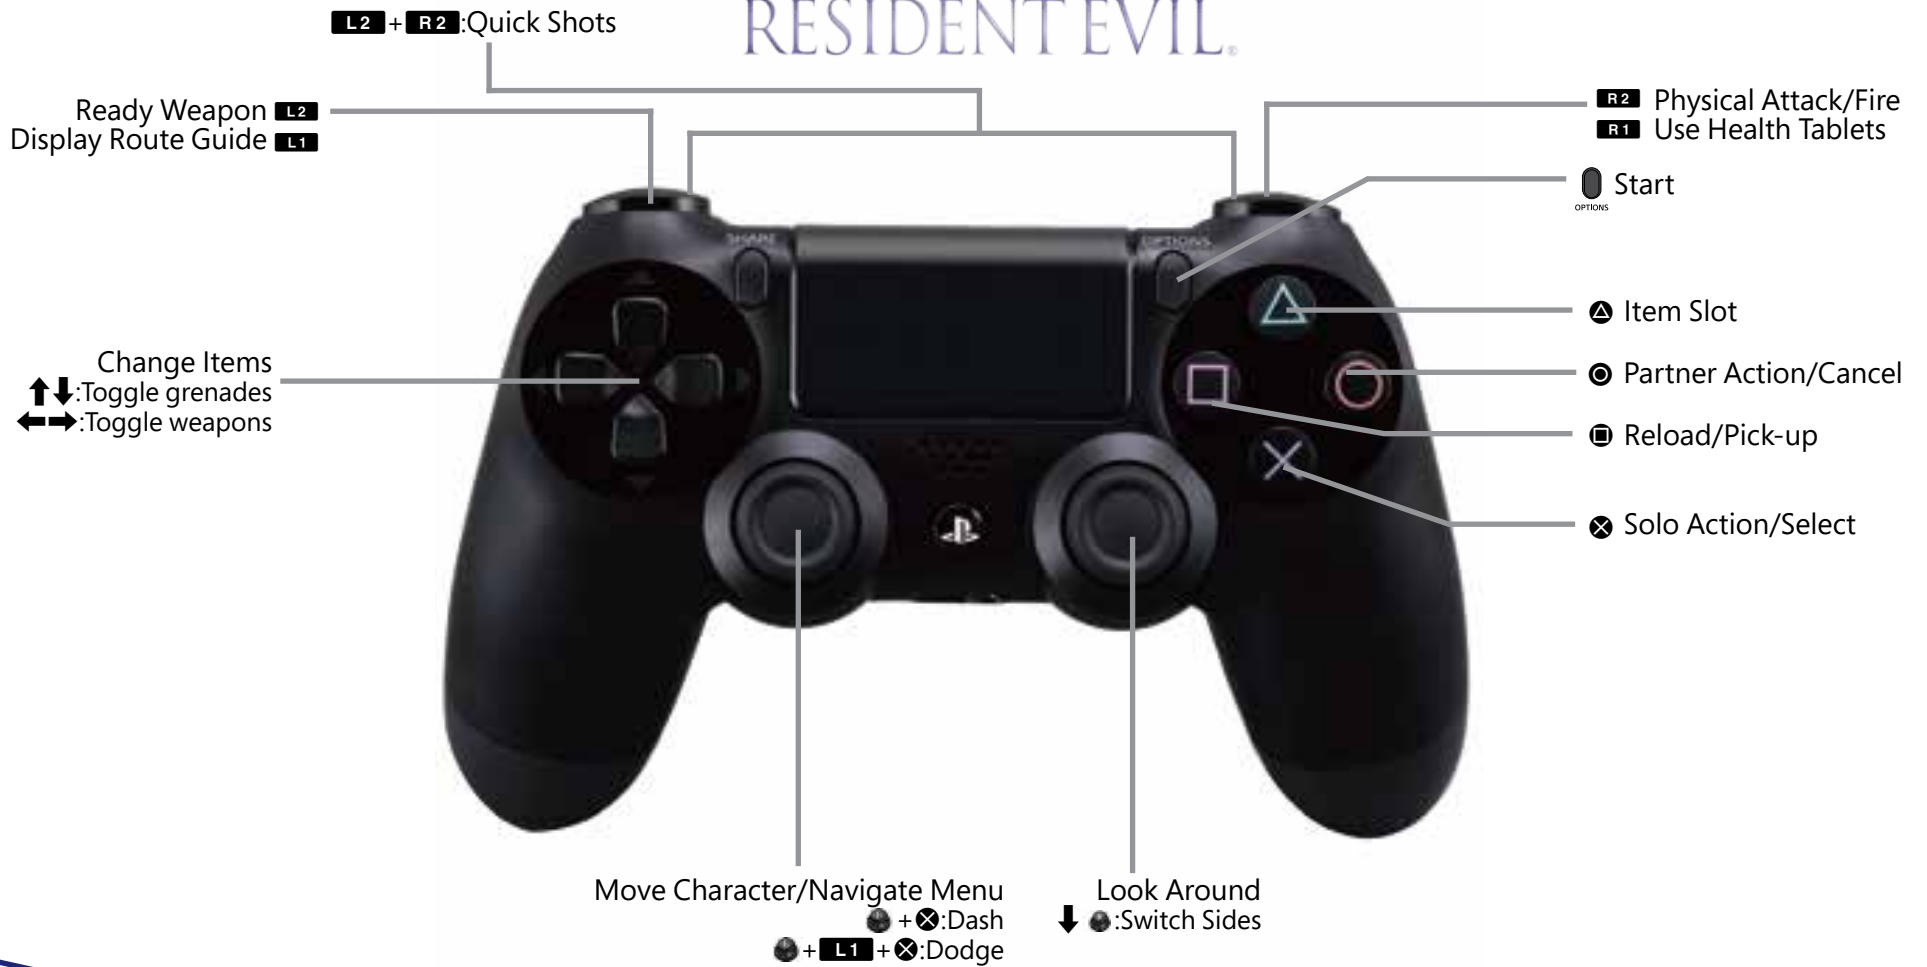 RESIDENT EVIL®
L2 + R2 :Quick Shots
Ready Weapon L2
Display Route Guide L1
R2 Physical Attack/Fire
R1 Use Health Tablets
OPTIONS Start
SHARE
OPTIONS
Item Slot
Partner Action/Cancel
Reload/Pick-up
Solo Action/Select
Change Items
⬆⬇:Toggle grenades
⬅➡:Toggle weapons
Move Character/Navigate Menu
+ ⊗:Dash
+ L1 + ⊗:Dodge
Look Around
⬇ :Switch Sides